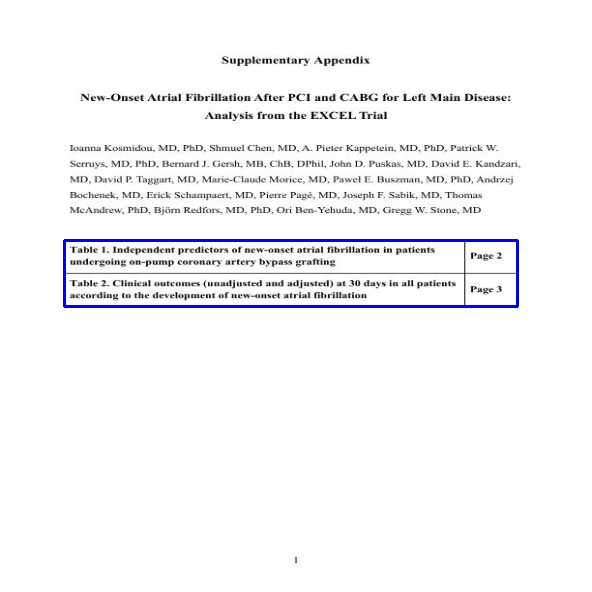 Supplementary Appendix
New-Onset Atrial Fibrillation After PCI and CABG for Left Main Disease:
Analysis from the EXCEL Trial
Ioanna Kosmidou, MD, PhD, Shmuel Chen, MD, A. Pieter Kappetein, MD, PhD, Patrick W.
Serruys, MD, PhD, Bernard J. Gersh, MB, ChB, DPhil, John D. Puskas, MD, David E. Kandzari,
MD, David P. Taggart, MD, Marie-Claude Morice, MD, Paweł E. Buszman, MD, PhD, Andrzej
Bochenek, MD, Erick Schampaert, MD, Pierre Pagé, MD, Joseph F. Sabik, MD, Thomas
McAndrew, PhD, Björn Redfors, MD, PhD, Ori Ben-Yehuda, MD, Gregg W. Stone, MD
Table 1. Independent predictors of new-onset atrial fibrillation in patients
undergoing on-pump coronary artery bypass grafting
Page 2
Table 2. Clinical outcomes (unadjusted and adjusted) at 30 days in all patients
according to the development of new-onset atrial fibrillation
Page 3
1